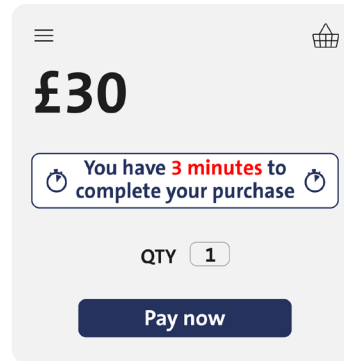 £30
You have 3 minutes to
complete your purchase
QTY 1
Pay now